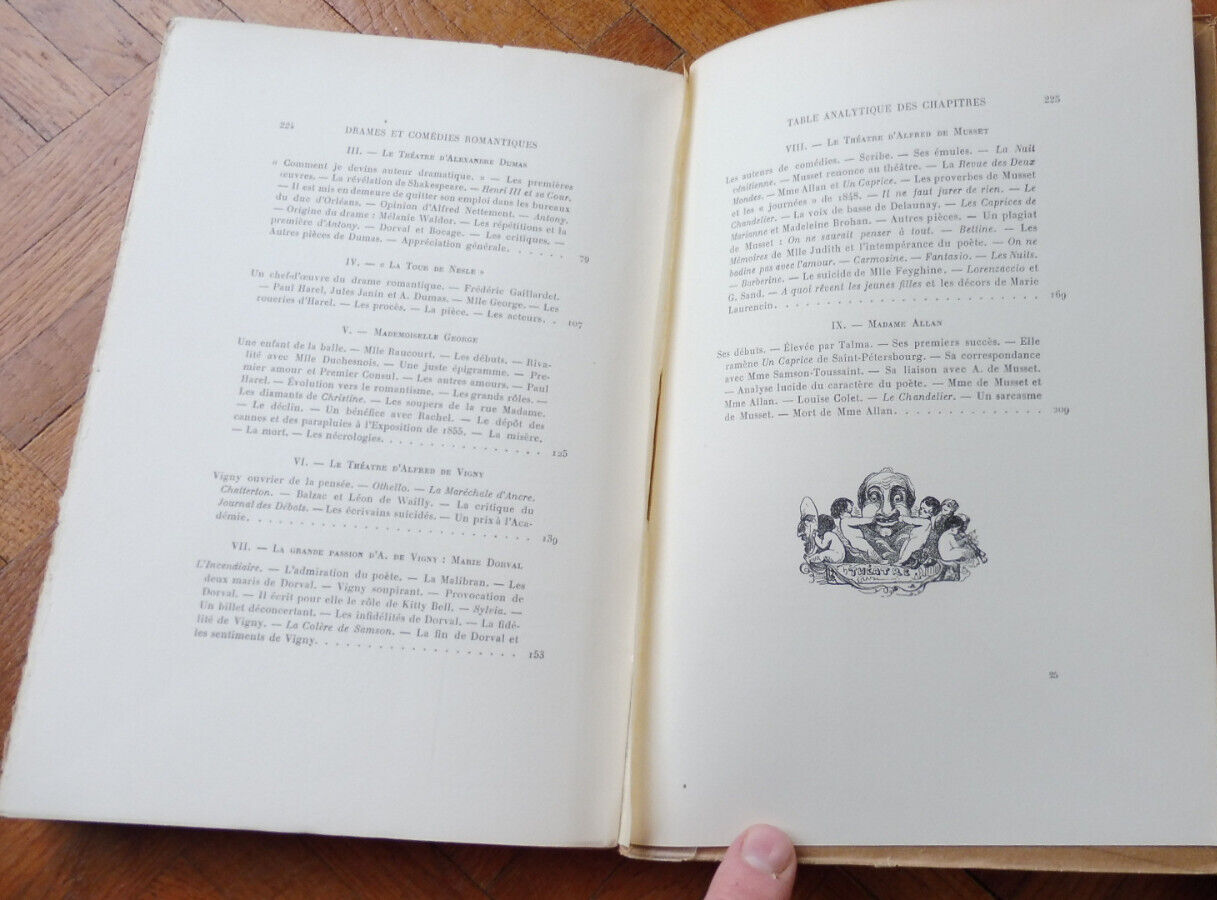 224 DRAMES ET COMÉDIES ROMANTIQUES
III. — Le Théatre d'Alexandre Dumas
« Comment je devins auteur dramatique. » — Les premières
œuvres. — La révélation de Shakespeare. — Henri III et sa Cour.
— Il est mis en demeure de quitter son emploi dans les bureaux
du duc d'Orléans. — Opinion d'Alfred Nettement. — Antony.
— Origine du drame : Mélanie Waldor. — Les répétitions et la
première d'Antony. — Dorval et Bocage. — Les critiques. —
Autres pièces de Dumas. — Appréciation générale. . . . . . . 79
IV. — « La Tour de Nesle »
Un chef-d'œuvre du drame romantique. — Frédéric Gaillardet.
— Paul Harel, Jules Janin et A. Dumas. — Mlle George. — Les
roueries d'Harel. — Les procès. — La pièce. — Les acteurs. . 107
V. — Mademoiselle George
Une enfant de la balle. — Mlle Raucourt. — Les débuts. — Riva-
lité avec Mlle Duchesnois. — Une juste épigramme. — Pre-
mier amour et Premier Consul. — Les autres amours. — Paul
Harel. — Évolution vers le romantisme. — Les grands rôles. —
Les diamants de Christine. — Les soupers de la rue Madame.
— Le déclin. — Un bénéfice avec Rachel. — Le dépôt des
cannes et des parapluies à l'Exposition de 1855. — La misère.
— La mort. — Les nécrologies. . . . . . . . . . . . . 125
VI. — Le Théatre d'Alfred de Vigny
Vigny ouvrier de la pensée. — Othello. — La Maréchale d'Ancre.
Chatterton. — Balzac et Léon de Wailly. — La critique du
Journal des Débats. — Les écrivains suicidés. — Un prix à l'Aca-
démie. . . . . . . . . . . . . . . . . . . . . . 139
VII. — La grande passion d'A. de Vigny : Marie Dorval
L'Incendiaire. — L'admiration du poète. — La Malibran. — Les
deux maris de Dorval. — Vigny soupirant. — Provocation de
Dorval. — Il écrit pour elle le rôle de Kitty Bell. — Sylvia. —
Un billet déconcertant. — Les infidélités de Dorval. — La fidé-
lité de Vigny. — La Colère de Samson. — La fin de Dorval et
les sentiments de Vigny. . . . . . . . . . . . . . . . 153
TABLE ANALYTIQUE DES CHAPITRES 225
VIII. — Le Théatre d'Alfred de Musset
Les auteurs de comédies. — Scribe. — Ses émules. — La Nuit
vénitienne. — Musset renonce au théâtre. — La Revue des Deux
Mondes. — Mme Allan et Un Caprice. — Les proverbes de Musset
et les « journées » de 1848. — Il ne faut jurer de rien. — Le
Chandelier. — La voix de basse de Delaunay. — Les Caprices de
Marianne et Madeleine Brohan. — Autres pièces. — Un plagiat
de Musset : On ne saurait penser à tout. — Bettine. — Les
Mémoires de Mlle Judith et l'intempérance du poète. — On ne
badine pas avec l'amour. — Carmosine. — Fantasio. — Les Nuits.
— Barberine. — Le suicide de Mlle Feyghine. — Lorenzaccio et
G. Sand. — A quoi rêvent les jeunes filles et les décors de Marie
Laurencin. . . . . . . . . . . . . . . . . . . . . . 169
IX. — Madame Allan
Ses débuts. — Élevée par Talma. — Ses premiers succès. — Elle
ramène Un Caprice de Saint-Pétersbourg. — Sa correspondance
avec Mme Samson-Toussaint. — Sa liaison avec A. de Musset.
— Analyse lucide du caractère du poète. — Mme de Musset et
Mme Allan. — Louise Colet. — Le Chandelier. — Un sarcasme
de Musset. — Mort de Mme Allan. . . . . . . . . . . . 209
THÉATRE
25